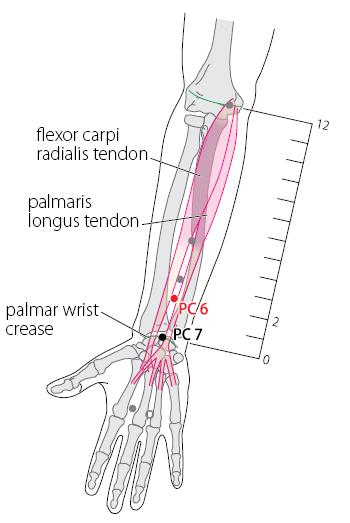 flexor carpi
radialis tendon
12
palmaris
longus tendon
PC 6
palmar wrist
crease
PC 7
2
0